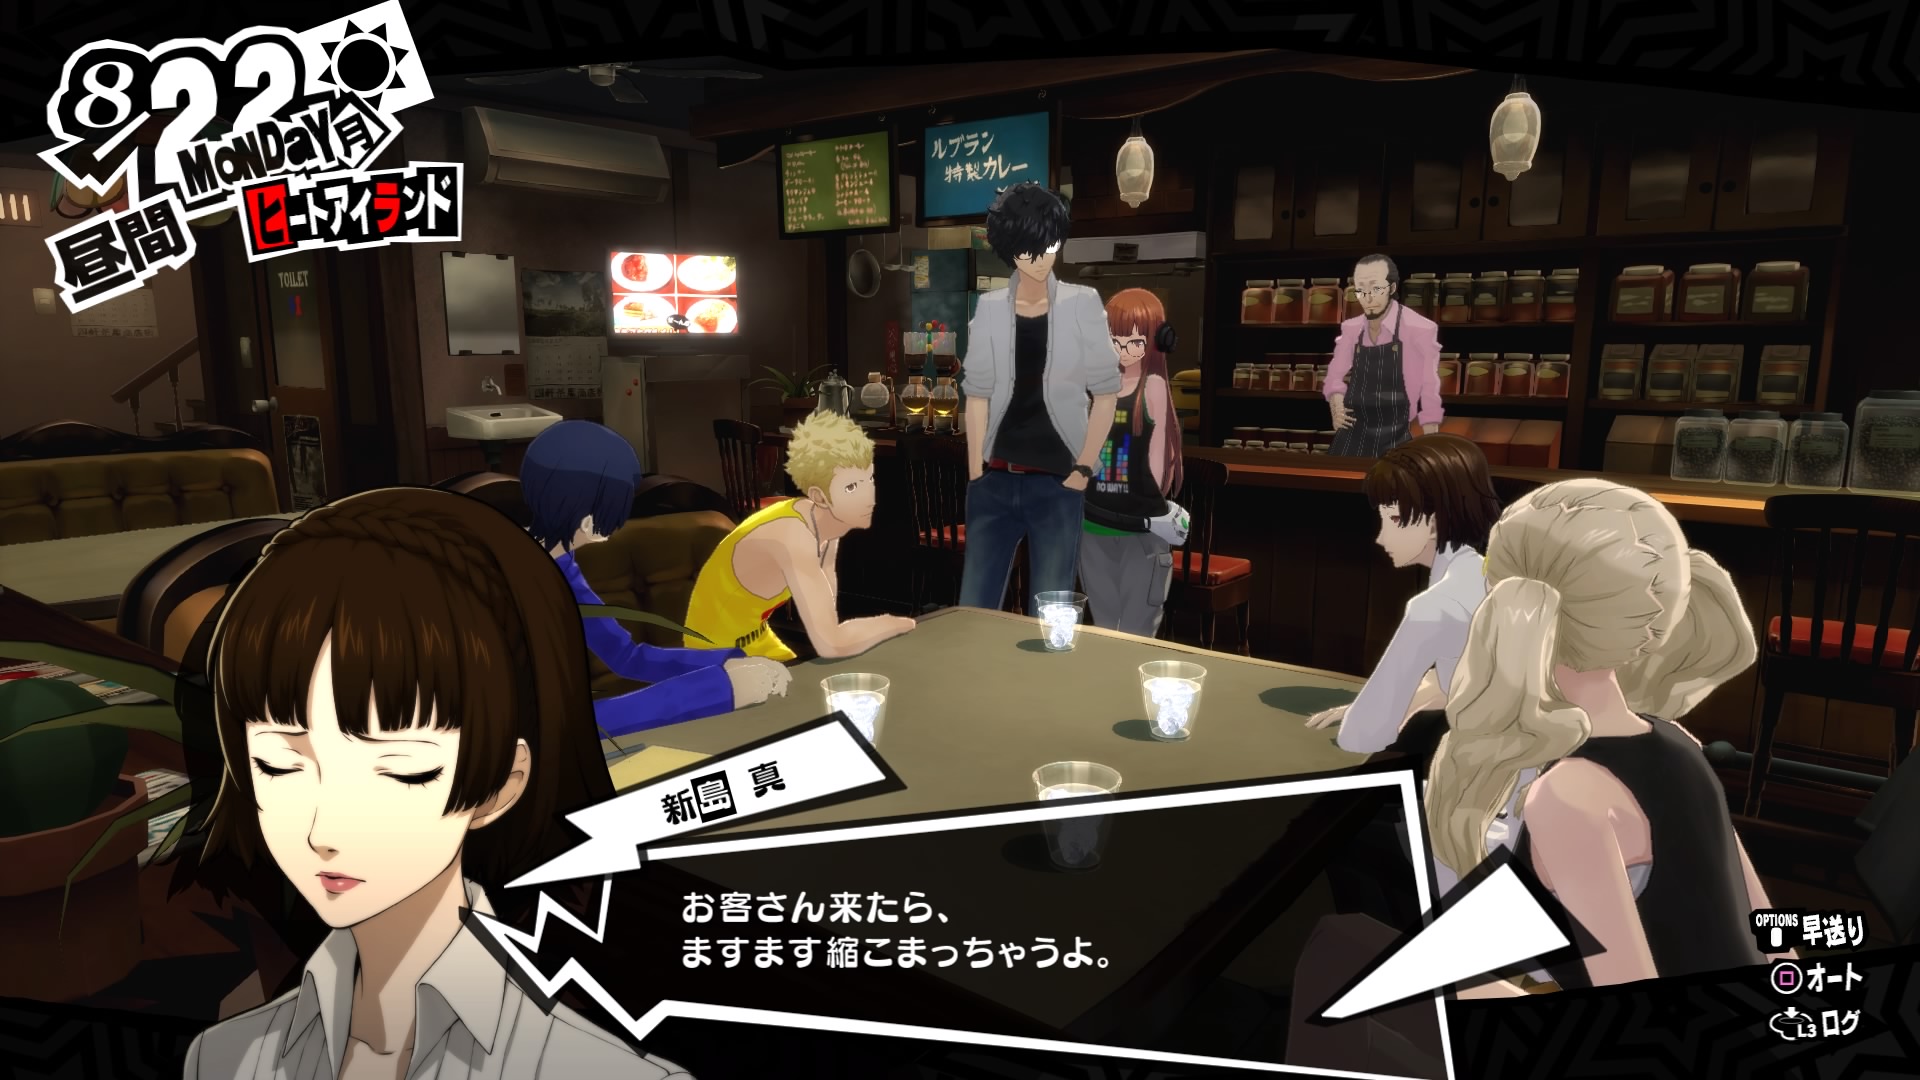 8/22
MONDAY 月
昼間
ヒートアイランド
TOILET
ルブラン
特製カレー
NO WAY!!
新島 真
お客さん来たら、
ますます縮こまっちゃうよ。
OPTIONS 早送り
オート
L3 ログ